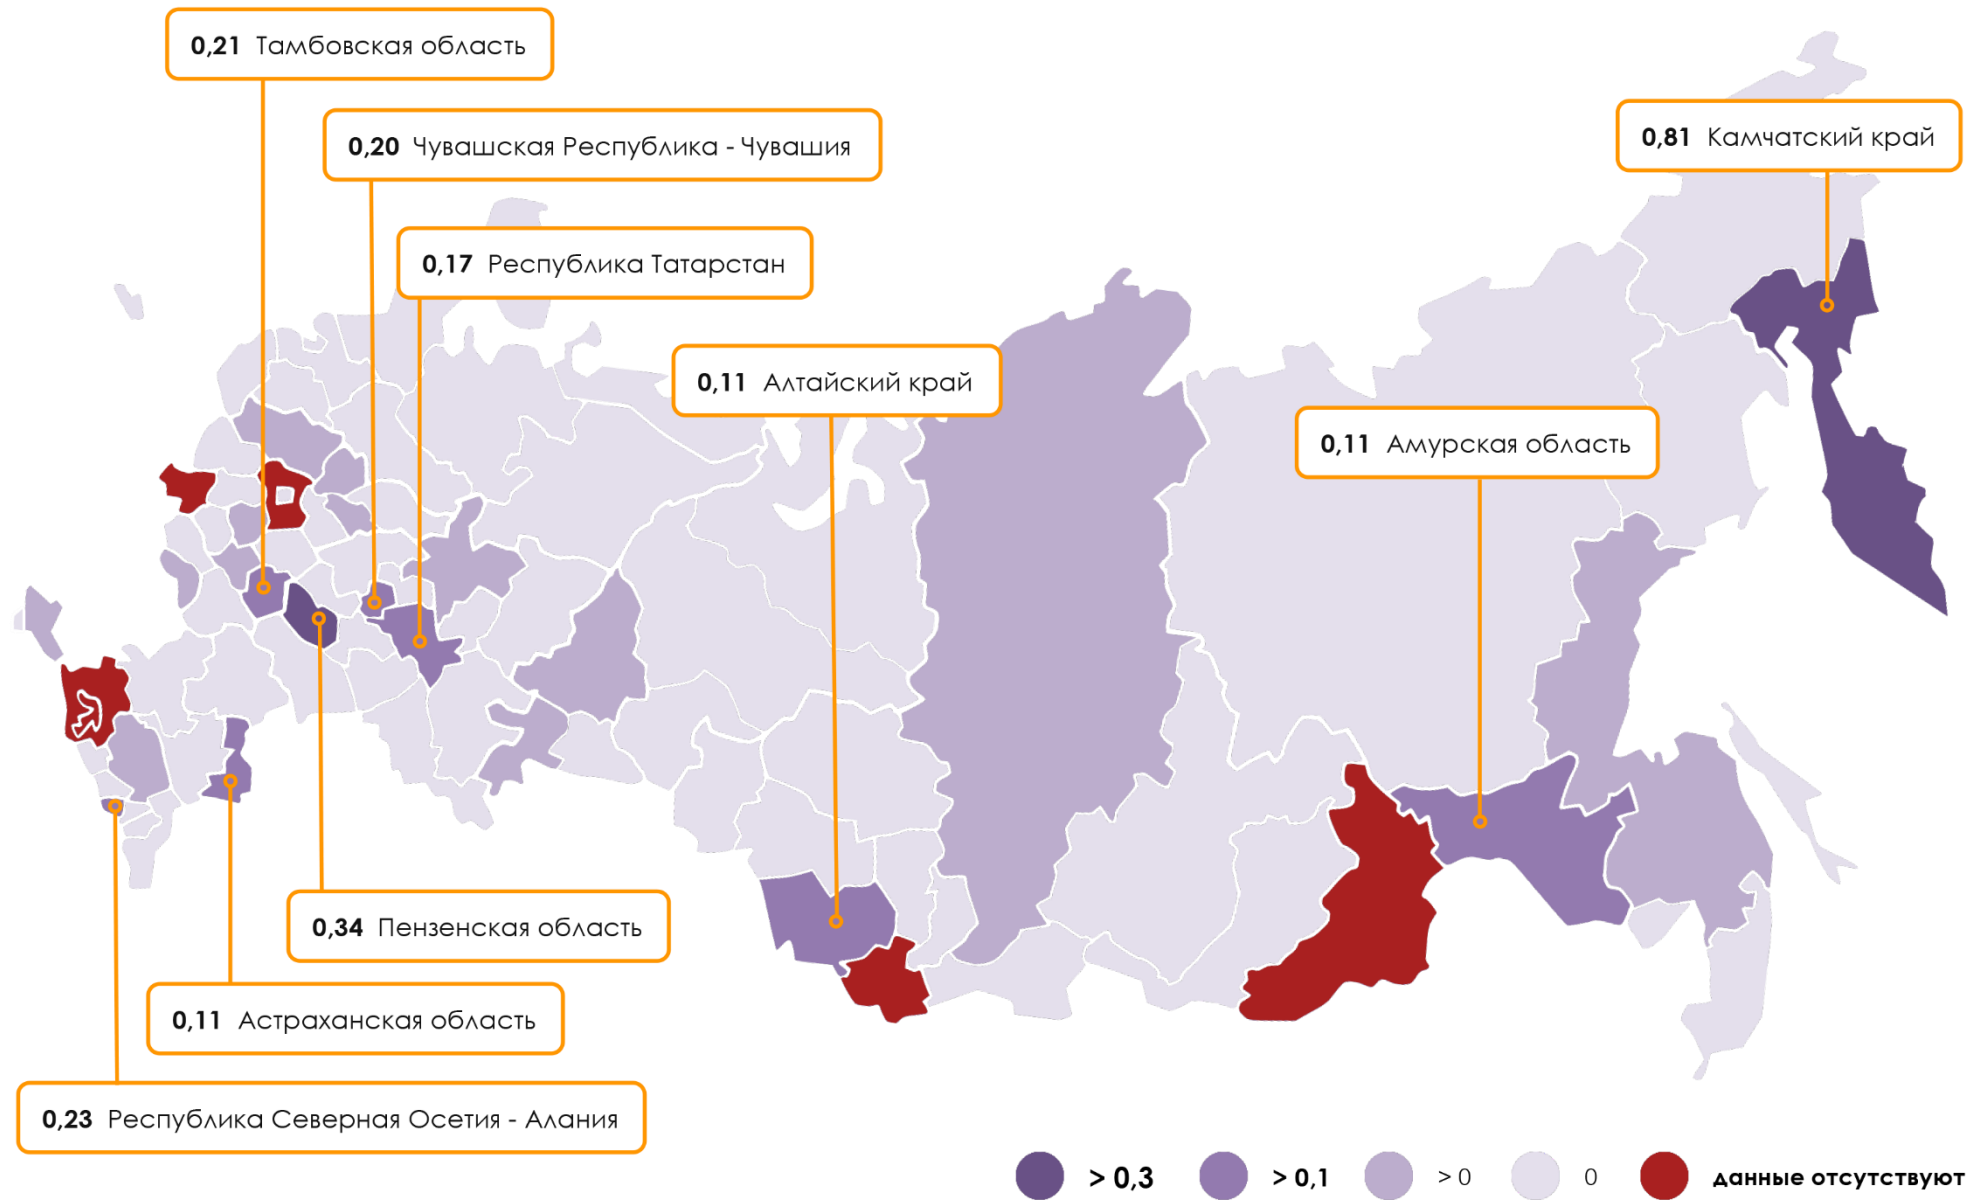 0,21 Тамбовская область
0,20 Чувашская Республика - Чувашия
0,81 Камчатский край
0,17 Республика Татарстан
0,11 Алтайский край
0,11 Амурская область
0,34 Пензенская область
0,11 Астраханская область
0,23 Республика Северная Осетия - Алания
> 0,3 > 0,1 > 0 0 данные отсутствуют